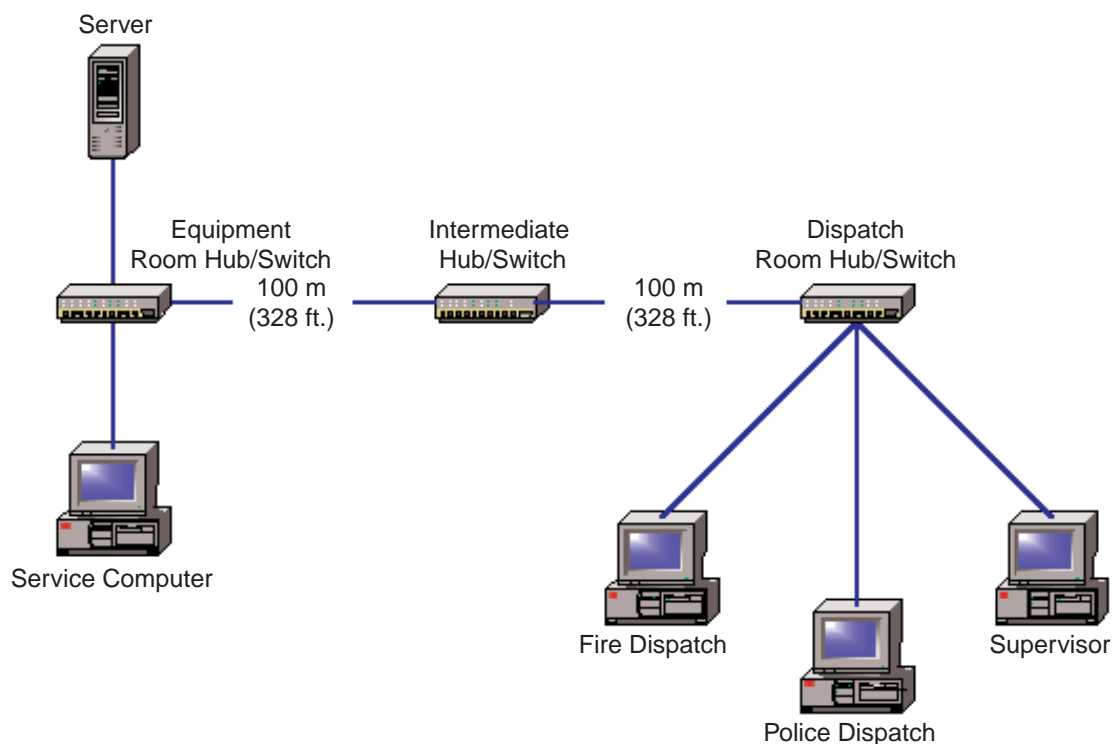 Server
Equipment
Room Hub/Switch
Intermediate
Hub/Switch
Dispatch
Room Hub/Switch
100 m
(328 ft.)
100 m
(328 ft.)
Service Computer
Fire Dispatch
Supervisor
Police Dispatch